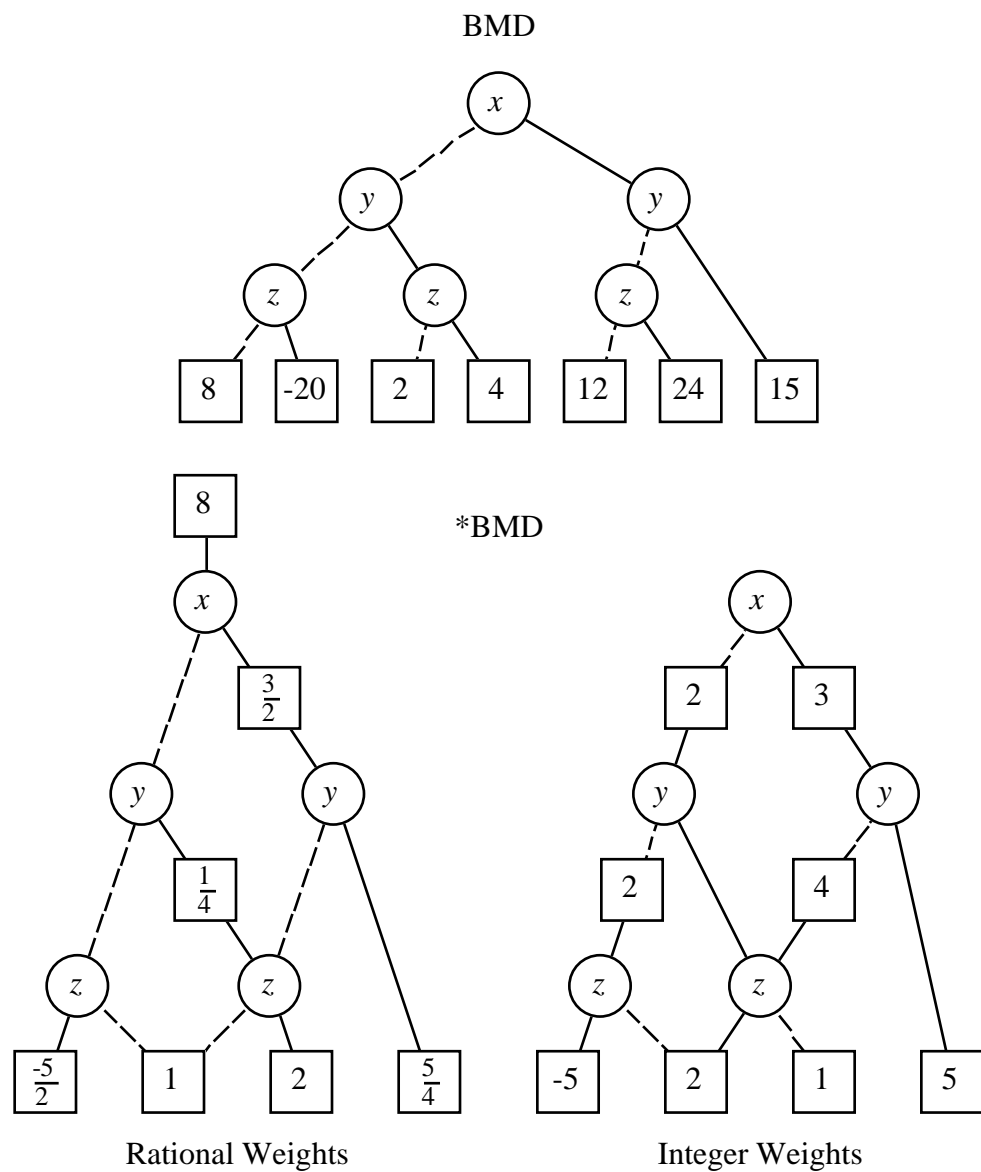 BMD
x
y y
z z z
8 -20 2 4 12 24 15
8
*BMD
x x
3/2 2 3
y y y y
1/4 2 4
z z z z
-5/2 1 2 5/4 -5 2 1 5
Rational Weights Integer Weights